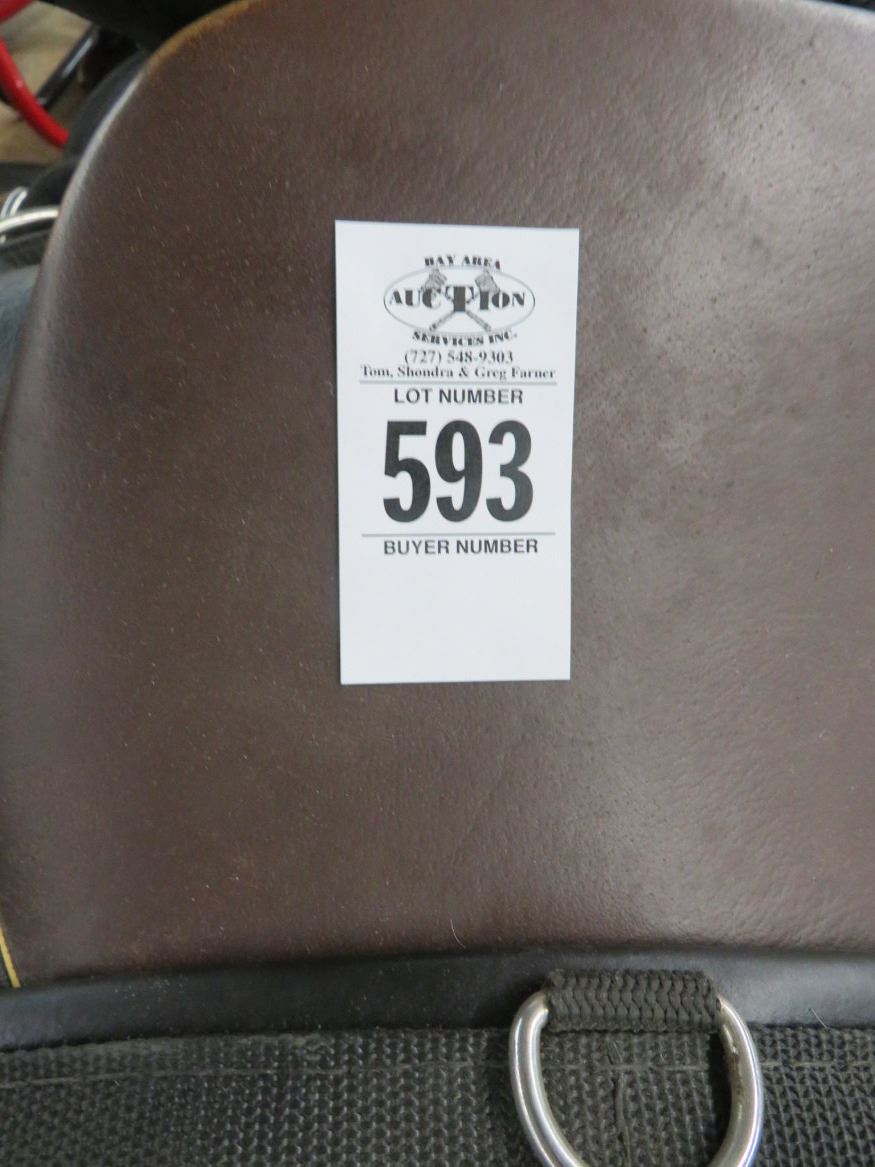 BAY AREA
AUCTION
SERVICES INC.
(727) 548-9303
Tom, Shondra & Greg Farner
LOT NUMBER
593
BUYER NUMBER